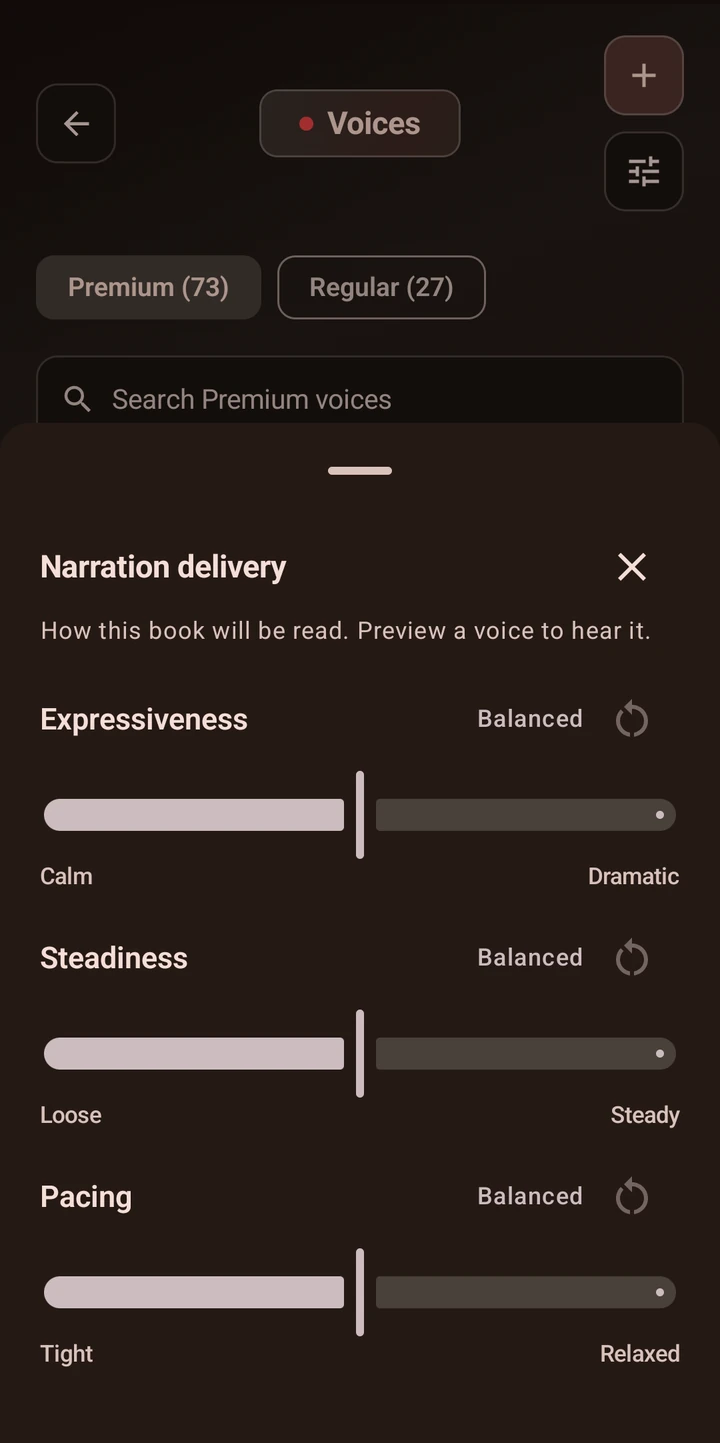 Voices
Premium (73)
Regular (27)
Search Premium voices
Narration delivery
How this book will be read. Preview a voice to hear it.
Expressiveness
Balanced
Calm
Dramatic
Steadiness
Balanced
Loose
Steady
Pacing
Balanced
Tight
Relaxed